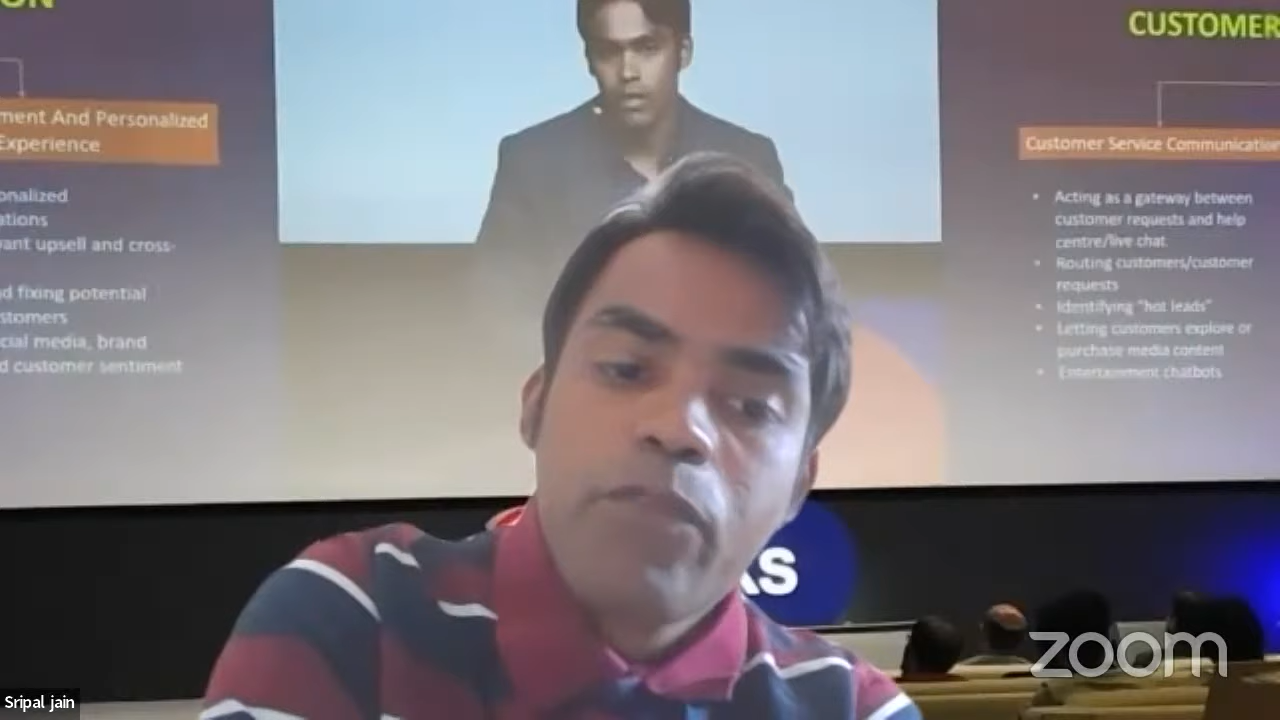 ON
CUSTOMER
ment And Personalized
Experience
Customer Service Communication
onalized
ations
vant upsell and cross-
d fixing potential
stomers
cial media, brand
d customer sentiment
• Acting as a gateway between
customer requests and help
centre/live chat
• Routing customers/customer
requests
• Identifying "hot leads"
• Letting customers explore or
purchase media content
• Entertainment chatbots
AS
zoom
Sripal jain